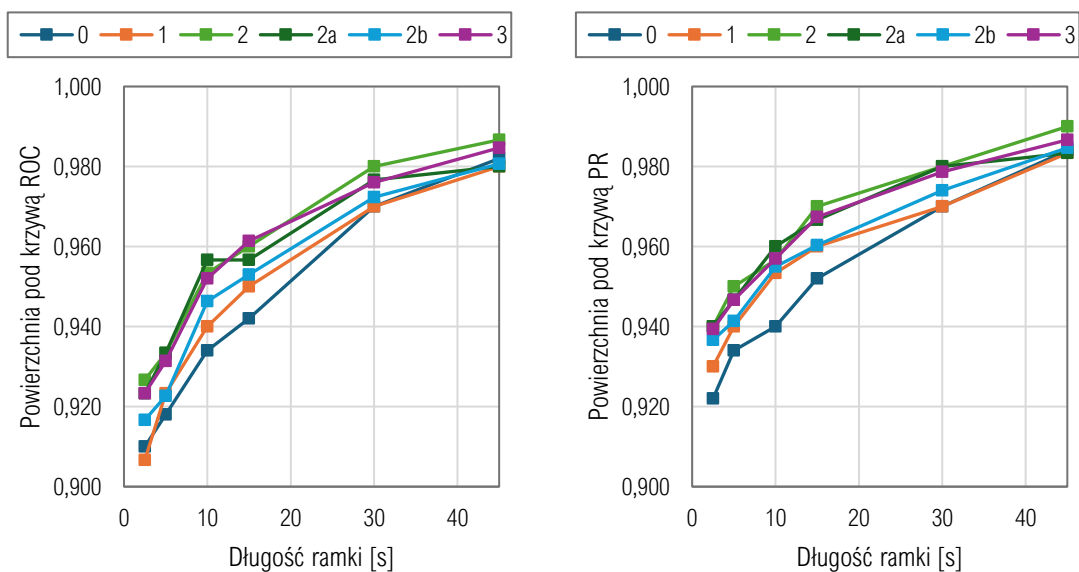 0 1 2 2a 2b 3
Powierzchnia pod krzywą ROC
1,000
0,980
0,960
0,940
0,920
0,900
0 10 20 30 40
Długość ramki [s]
0 1 2 2a 2b 3
Powierzchnia pod krzywą PR
1,000
0,980
0,960
0,940
0,920
0,900
0 10 20 30 40
Długość ramki [s]